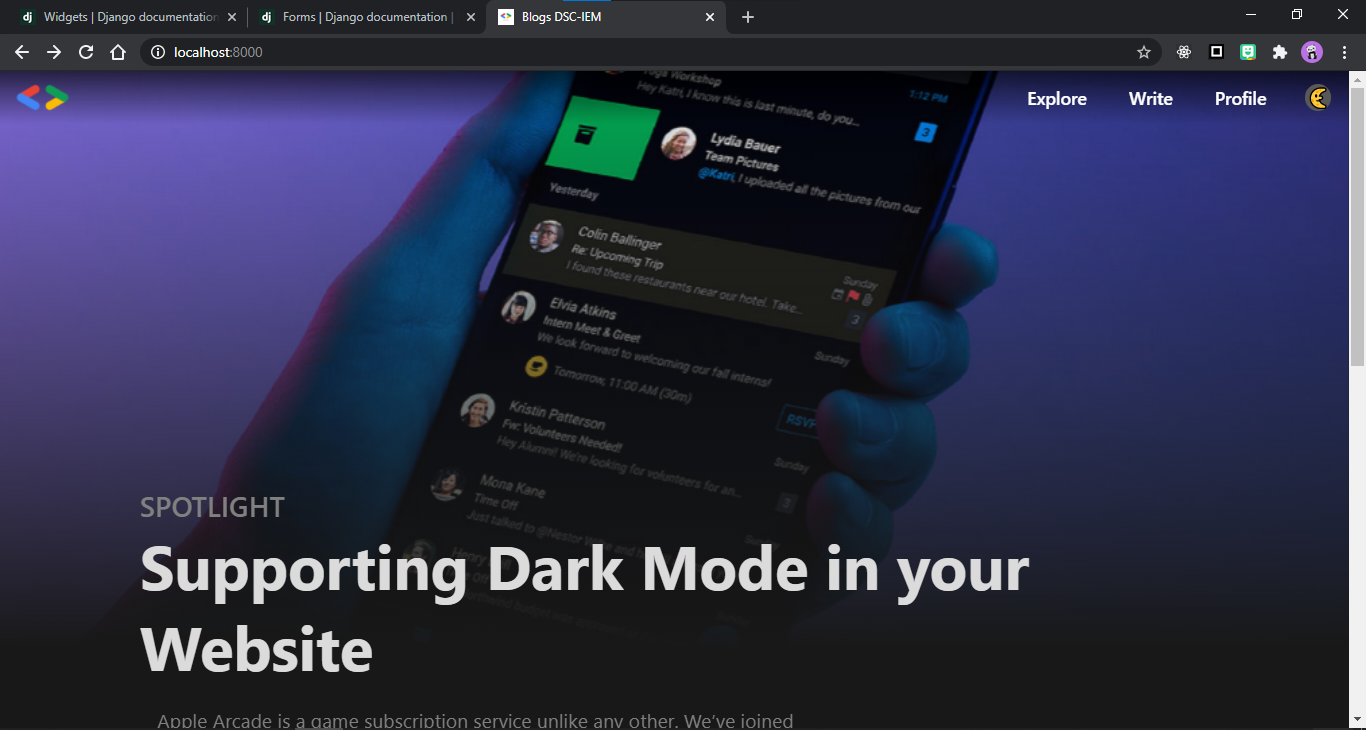 Widgets | Django documentation
Forms | Django documentation |
Blogs DSC-IEM
localhost:8000
Explore
Write
Profile
Yoga Workshop
1:12 PM
Hey Katri, I know this is last minute, do you...
3
Lydia Bauer
Team Pictures
@Katri, I uploaded all the pictures from our
Yesterday
Colin Ballinger
Re: Upcoming Trip
Sunday
I found these restaurants near our hotel. Take...
3
Elvia Atkins
Intern Meet & Greet
Sunday
We look forward to welcoming our fall interns!
Tomorrow, 11:00 AM (30m)
Kristin Patterson
RSVP
Fw: Volunteers Needed!
Sunday
Hey Alumni! We're looking for volunteers for an...
3
Mona Kane
Time Off
Sunday
Just talked to @Nestor
SPOTLIGHT
Supporting Dark Mode in your
Website
Apple Arcade is a game subscription service unlike any other. We've joined